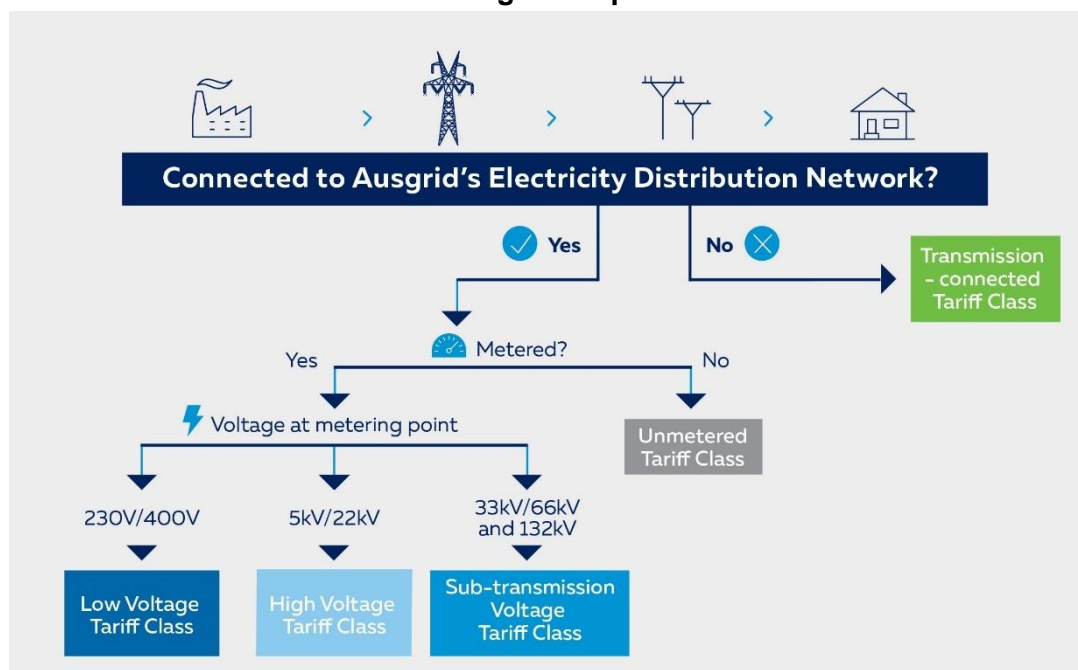 Connected to Ausgrid's Electricity Distribution Network?
Yes
No
Transmission
- connected
Tariff Class
Metered?
Yes
No
Voltage at metering point
Unmetered
Tariff Class
230V/400V
5kV/22kV
33kV/66kV
and 132kV
Low Voltage
Tariff Class
High Voltage
Tariff Class
Sub-transmission
Voltage
Tariff Class